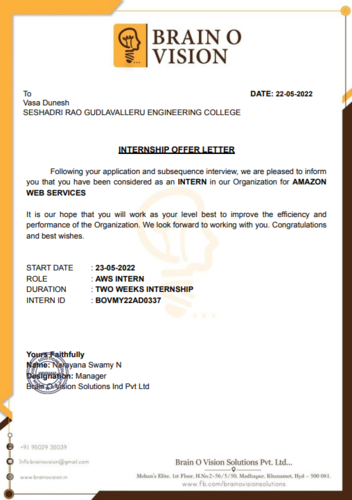 BRAIN O
VISION
To
DATE: 22-05-2022
Vasa Dunesh
SESHADRI RAO GUDLAVALLERU ENGINEERING COLLEGE
INTERNSHIP OFFER LETTER
Following your application and subsequence interview, we are pleased to inform
you that you have been considered as an INTERN in our Organization for AMAZON
WEB SERVICES
It is our hope that you will work as your level best to improve the efficiency and
performance of the Organization. We look forward to working with you. Congratulations
and best wishes.
START DATE : 23-05-2022
ROLE : AWS INTERN
DURATION : TWO WEEKS INTERNSHIP
INTERN ID : BOVMY22AD0337
Yours Faithfully
Name: Narayana Swamy N
Designation: Manager
Brain O Vision Solutions Ind Pvt Ltd
Info.brainovision@gmail.com
www.brainovision.in
Brain O Vision Solutions Pvt. Ltd...
Mehun's Elite, 1st Floor, H.No:2-56/5/30, Madhapur, Khanamet, Hyd - 500 081.
www.fb.com/brainovisionsolutions